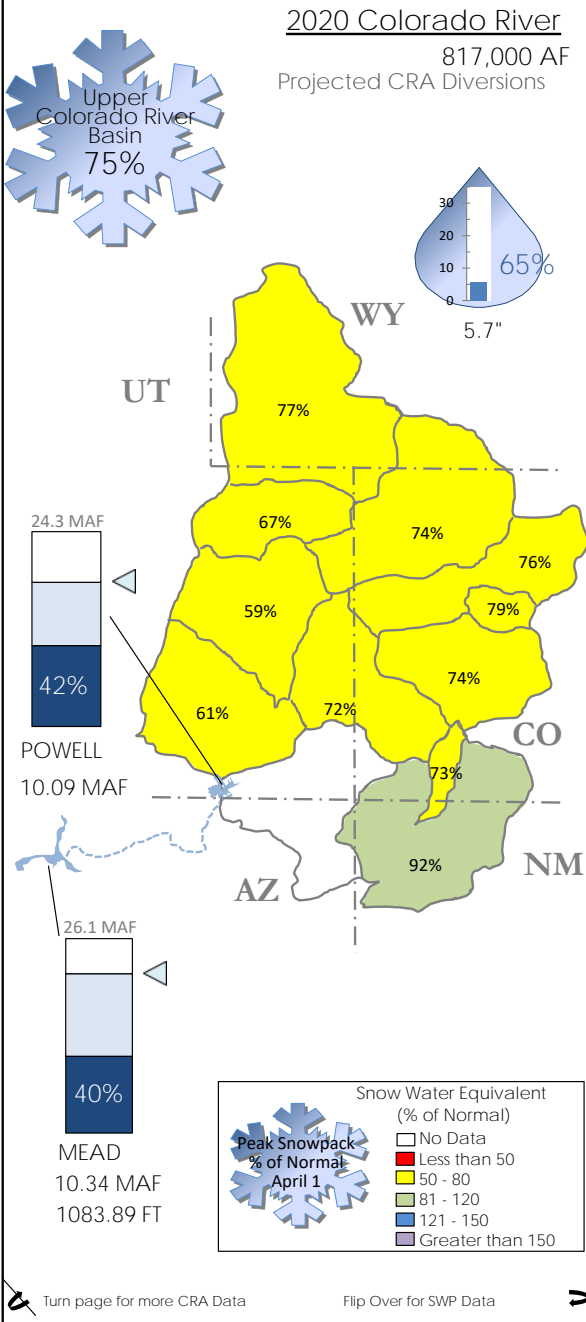 2020 Colorado River
817,000 AF
Projected CRA Diversions
Upper
Colorado River
Basin
75%
30
20
10
0
65%
5.7"
WY
UT
77%
67%
74%
76%
79%
59%
74%
61%
72%
CO
73%
92%
NM
AZ
24.3 MAF
42%
POWELL
10.09 MAF
26.1 MAF
40%
MEAD
10.34 MAF
1083.89 FT
Peak Snowpack
% of Normal
April 1
Snow Water Equivalent
(% of Normal)
No Data
Less than 50
50 - 80
81 - 120
121 - 150
Greater than 150
Turn page for more CRA Data
Flip Over for SWP Data